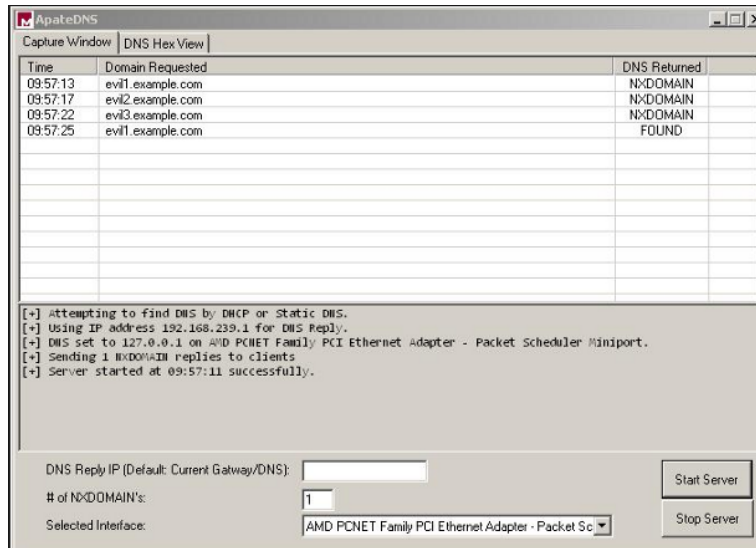 ApateDNS
Capture Window DNS Hex View
Time Domain Requested DNS Returned
09:57:13 evil1.example.com NXDOMAIN
09:57:17 evil2.example.com NXDOMAIN
09:57:22 evil3.example.com NXDOMAIN
09:57:25 evil1.example.com FOUND
[+] Attempting to find DNS by DHCP or Static DNS.
[+] Using IP address 192.168.239.1 for DNS Reply.
[+] DNS set to 127.0.0.1 on AMD PCNET Family PCI Ethernet Adapter - Packet Scheduler Miniport.
[+] Sending 1 NXDOMAIN replies to clients
[+] Server started at 09:57:11 successfully.
DNS Reply IP (Default: Current Gatway/DNS):
# of NXDOMAIN's: 1
Selected Interface: AMD PCNET Family PCI Ethernet Adapter - Packet Sc
Start Server
Stop Server